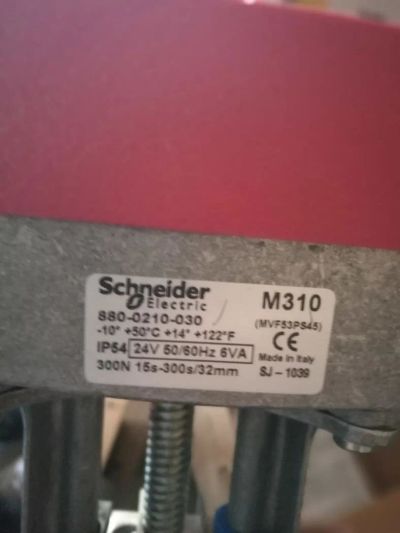 Schneider
Electric
M310
880-0210-030
(MVF53PS45)
-10° +50°C +14° +122°F
CE
IP54 24V 50/60Hz 6VA
Made in Italy
300N 15s-300s/32mm
SJ - 1039